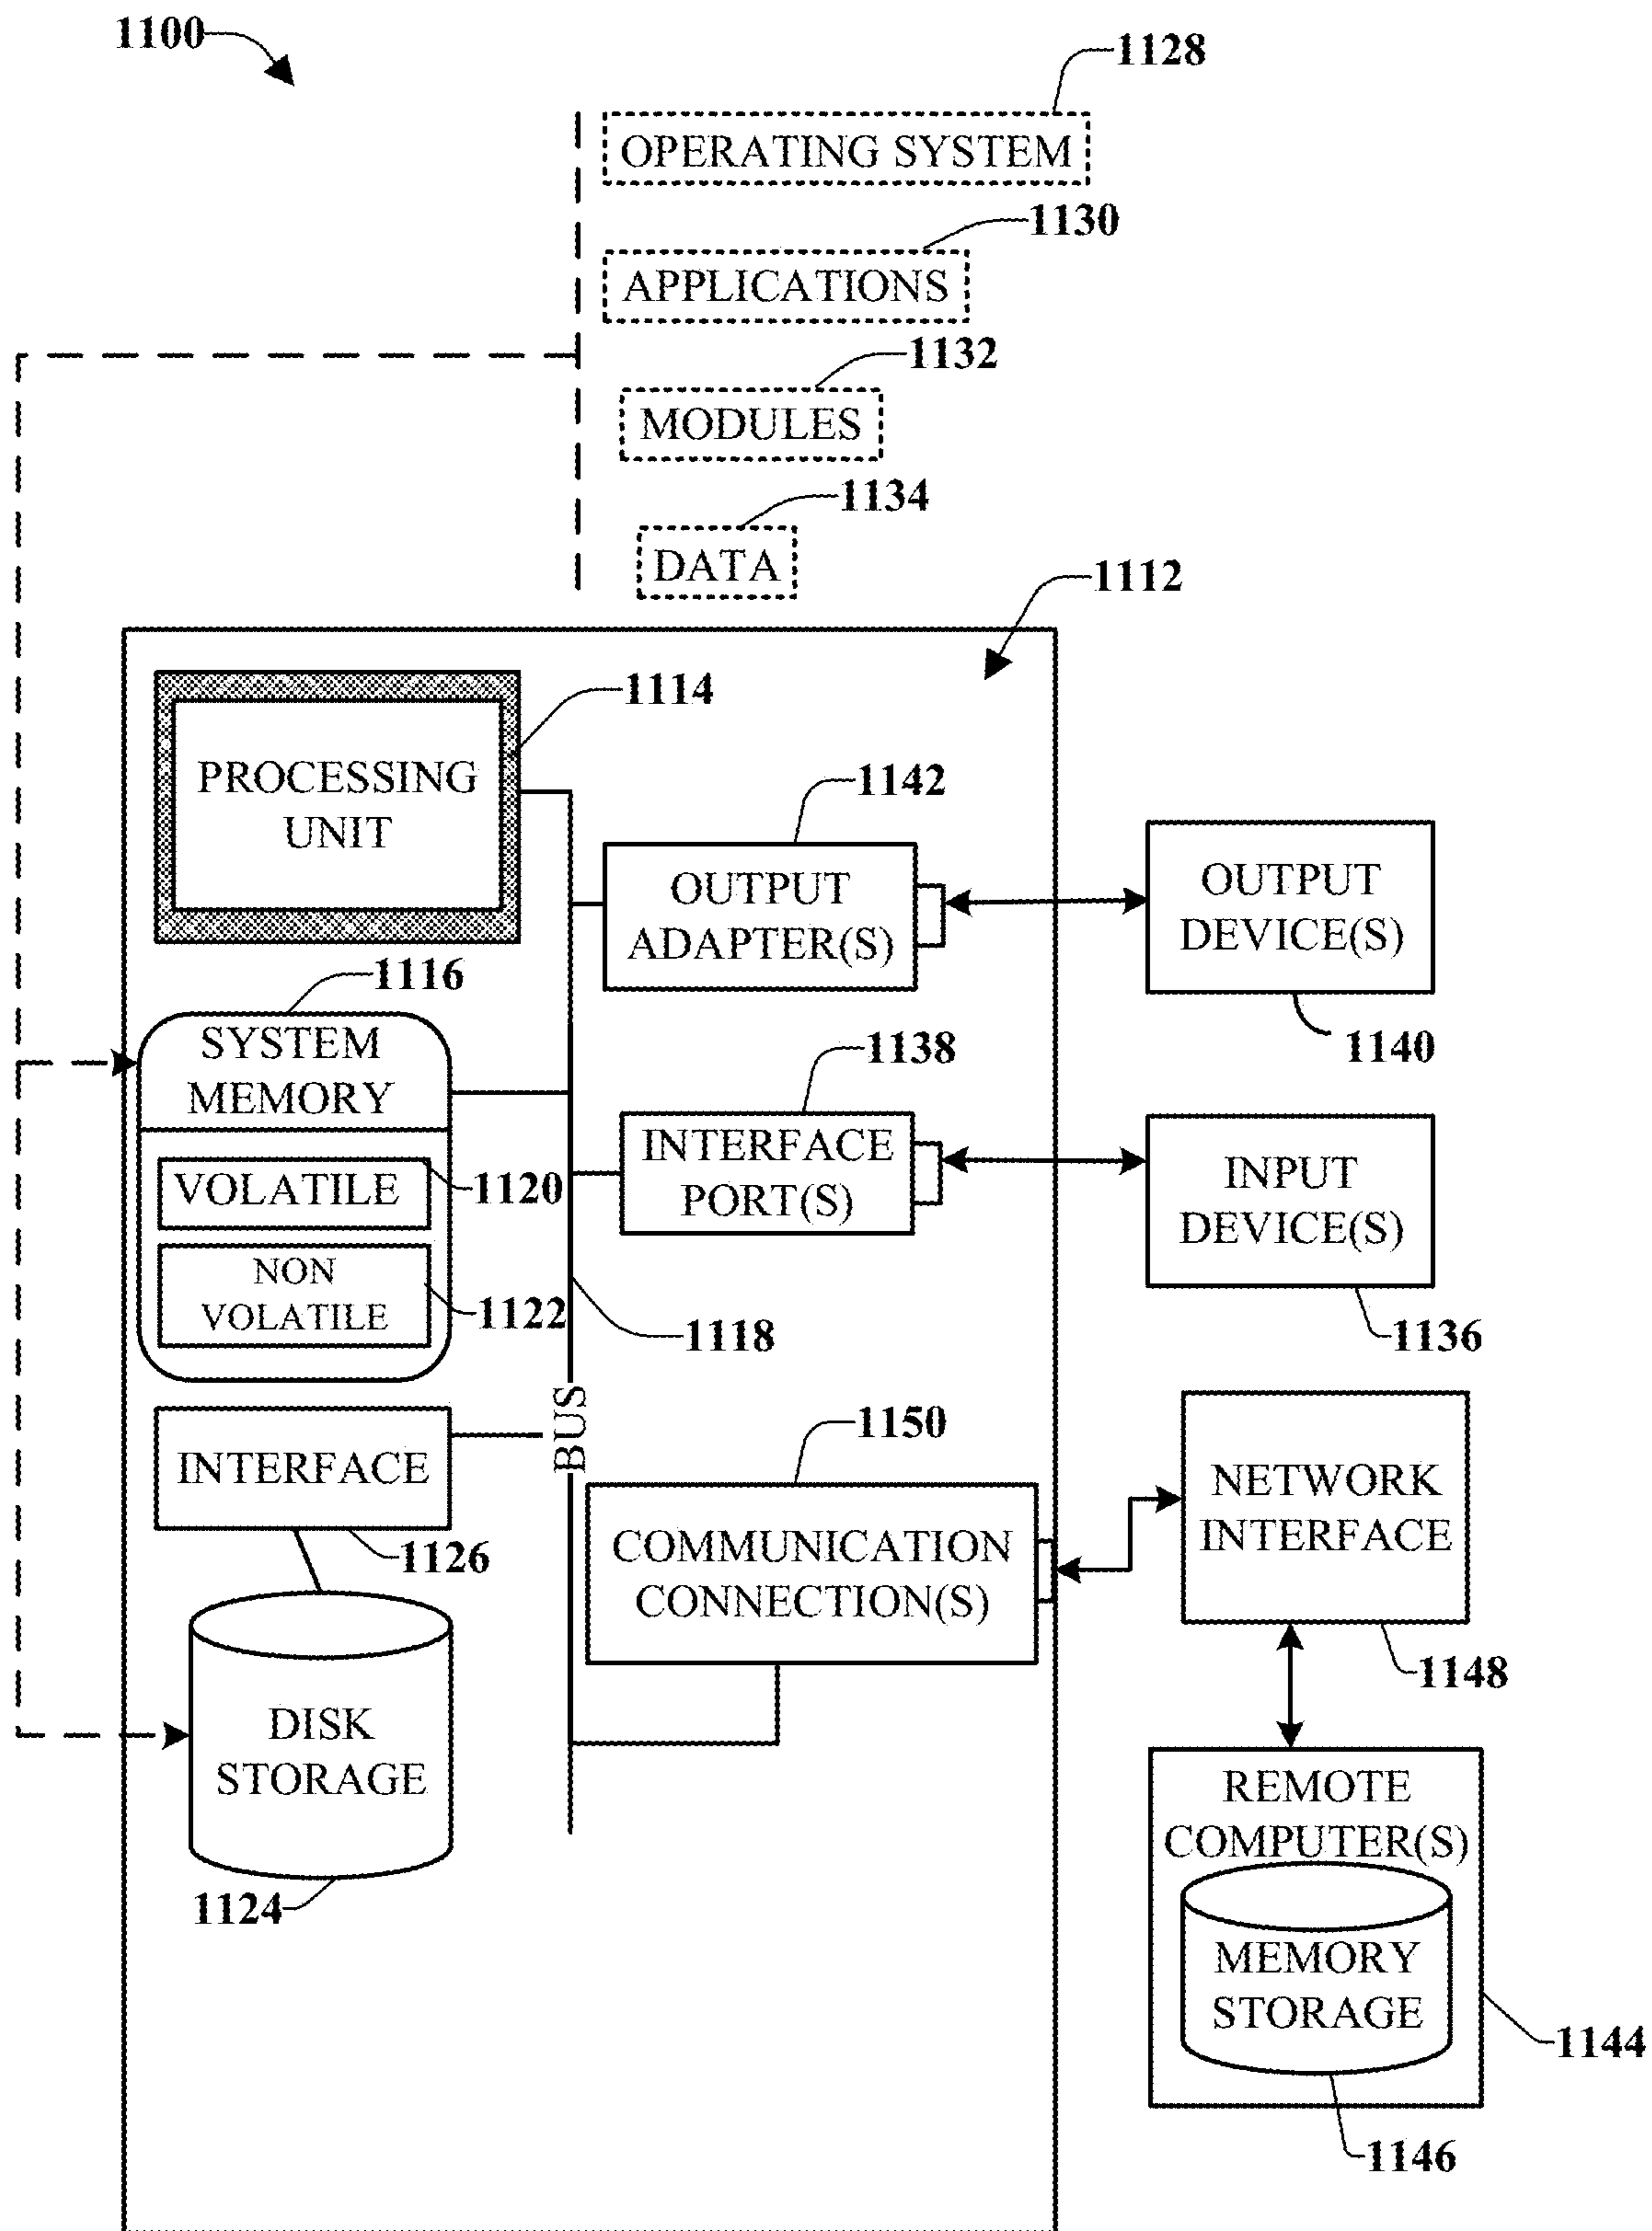 1100
1128
OPERATING SYSTEM
1130
APPLICATIONS
1132
MODULES
1134
DATA
1112
1114
PROCESSING
UNIT
1142
OUTPUT
ADAPTER(S)
OUTPUT
DEVICE(S)
1140
1116
SYSTEM
MEMORY
VOLATILE
1120
NON
VOLATILE
1122
1138
INTERFACE
PORT(S)
INPUT
DEVICE(S)
1136
1118
BUS
INTERFACE
1126
1150
COMMUNICATION
CONNECTION(S)
NETWORK
INTERFACE
1148
DISK
STORAGE
1124
REMOTE
COMPUTER(S)
MEMORY
STORAGE
1144
1146